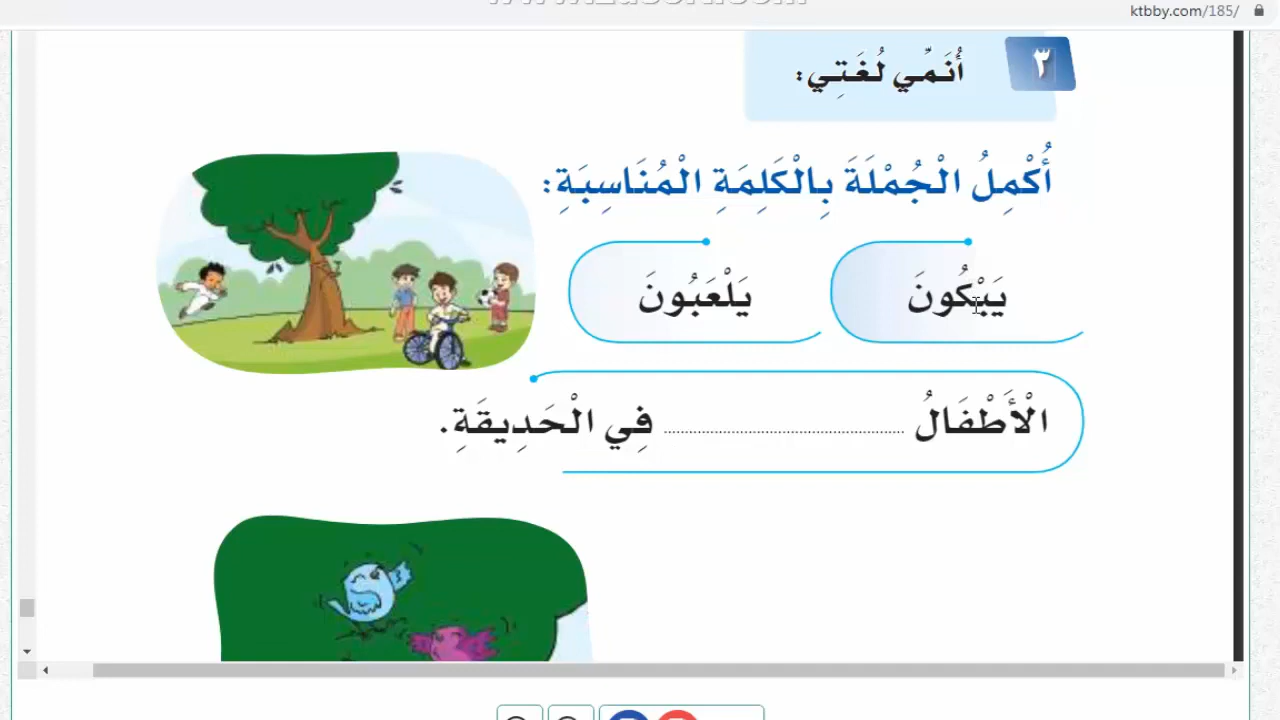 ktbby.com/185/
٣
أُنَمِّي لُغَتِي:
أُكْمِلُ الْجُمْلَةَ بِالْكَلِمَةِ الْمُنَاسِبَةِ:
يَبْكُونَ
يَلْعَبُونَ
الْأَطْفَالُ ........................ فِي الْحَدِيقَةِ.